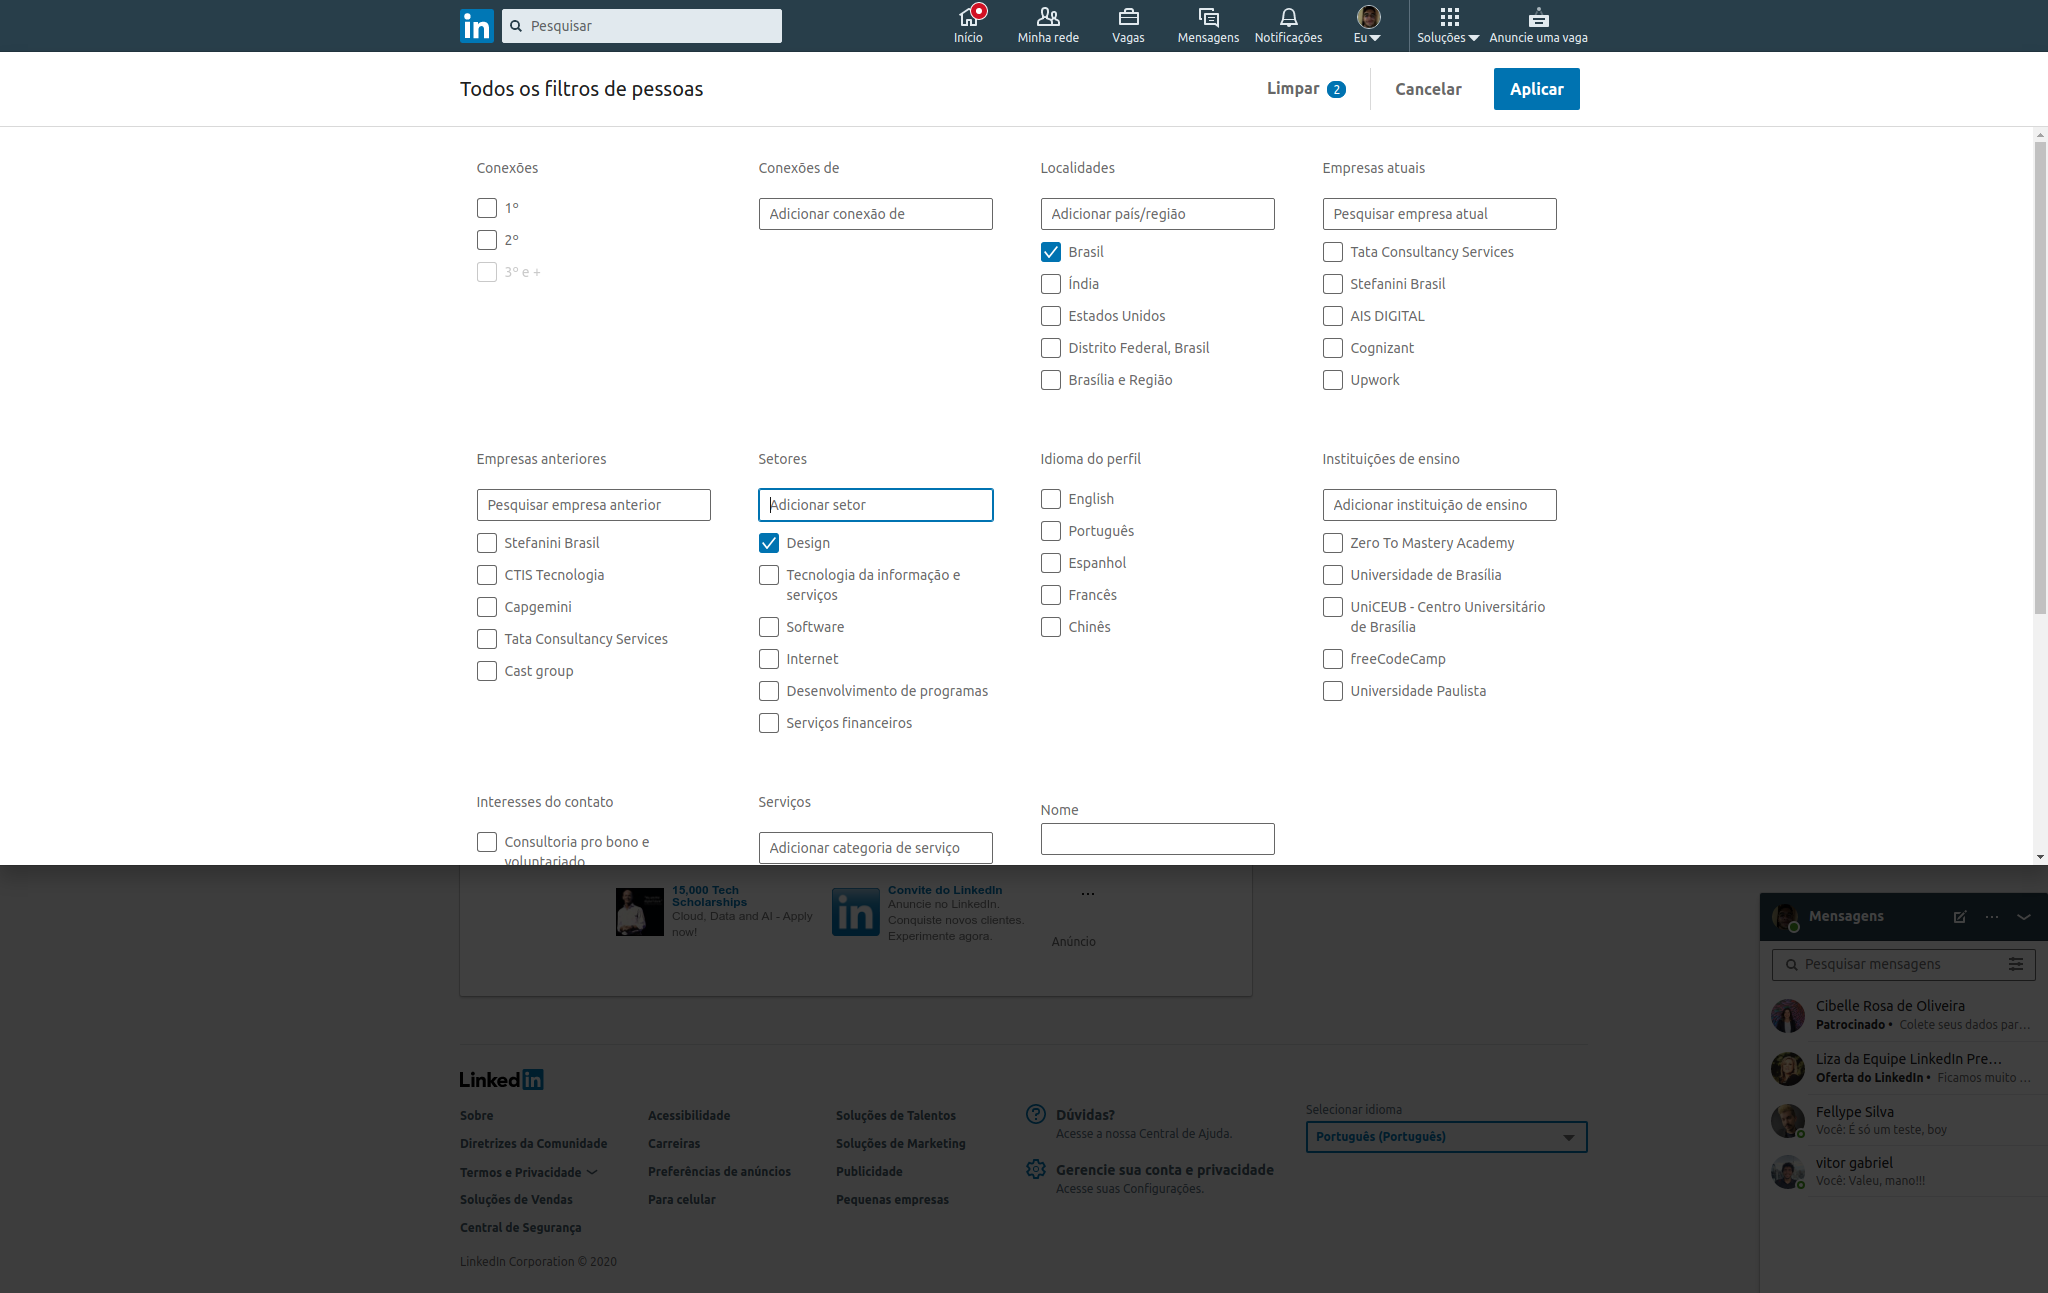 in
Pesquisar
Início
Minha rede
Vagas
Mensagens
Notificações
Eu
Soluções
Anuncie uma vaga
Todos os filtros de pessoas
Limpar 2
Cancelar
Aplicar
Conexões
1º
2º
3º e +
Conexões de
Adicionar conexão de
Localidades
Adicionar país/região
Brasil
Índia
Estados Unidos
Distrito Federal, Brasil
Brasília e Região
Empresas atuais
Pesquisar empresa atual
Tata Consultancy Services
Stefanini Brasil
AIS DIGITAL
Cognizant
Upwork
Empresas anteriores
Pesquisar empresa anterior
Stefanini Brasil
CTIS Tecnologia
Capgemini
Tata Consultancy Services
Cast group
Setores
Adicionar setor
Design
Tecnologia da informação e
serviços
Software
Internet
Desenvolvimento de programas
Serviços financeiros
Idioma do perfil
English
Português
Espanhol
Francês
Chinês
Instituições de ensino
Adicionar instituição de ensino
Zero To Mastery Academy
Universidade de Brasília
UniCEUB - Centro Universitário
de Brasília
freeCodeCamp
Universidade Paulista
Interesses do contato
Consultoria pro bono e
voluntariado
Serviços
Adicionar categoria de serviço
Nome
15,000 Tech
Scholarships
Cloud, Data and AI - Apply
now!
in
Convite do LinkedIn
Anuncie no LinkedIn.
Conquiste novos clientes.
Experimente agora.
...
Anúncio
LinkedIn
Sobre
Diretrizes da Comunidade
Termos e Privacidade
Soluções de Vendas
Central de Segurança
Acessibilidade
Carreiras
Preferências de anúncios
Para celular
Soluções de Talentos
Soluções de Marketing
Publicidade
Pequenas empresas
Dúvidas?
Acesse a nossa Central de Ajuda.
Gerencie sua conta e privacidade
Acesse suas Configurações.
Selecionar idioma
Português (Português)
LinkedIn Corporation © 2020
Mensagens
Pesquisar mensagens
Cibelle Rosa de Oliveira
Patrocinado • Colete seus dados par...
Liza da Equipe LinkedIn Pre...
Oferta do LinkedIn • Ficamos muito ...
Fellype Silva
Você: É só um teste, boy
vitor gabriel
Você: Valeu, mano!!!